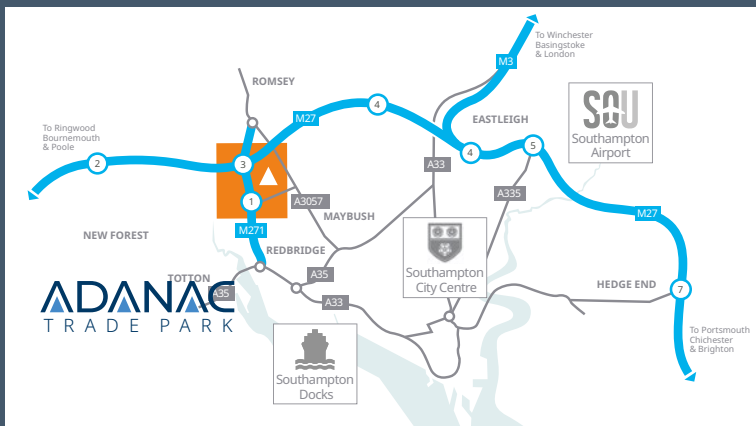 To Winchester
Basingstoke
& London
M3
ROMSEY
SOU
Southampton
Airport
4
M27
EASTLEIGH
To Ringwood
Bournemouth
& Poole
2
3
4
5
A33
A335
1
A3057
MAYBUSH
M27
M271
NEW FOREST
REDBRIDGE
Southampton
City Centre
TOTTON
A35
A35
A33
HEDGE END
7
ADANAC
TRADE PARK
To Portsmouth
Chichester
& Brighton
Southampton
Docks